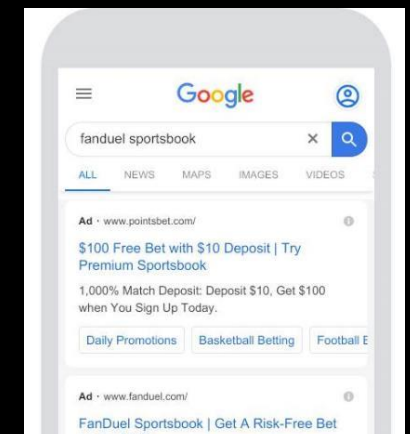 Google
fanduel sportsbook
ALL NEWS MAPS IMAGES VIDEOS
Ad · www.pointsbet.com/
$100 Free Bet with $10 Deposit | Try
Premium Sportsbook
1,000% Match Deposit: Deposit $10, Get $100
when You Sign Up Today.
Daily Promotions Basketball Betting Football
Ad · www.fanduel.com/
FanDuel Sportsbook | Get A Risk-Free Bet